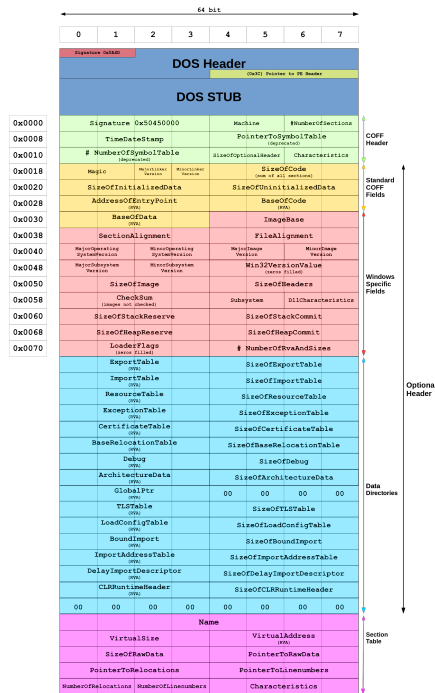 64 bit
0 1 2 3 4 5 6 7
Signature 0x5A4D
DOS Header
(0x3C) Pointer to PE Header
DOS STUB
0x0000 Signature 0x50450000 Machine #NumberOfSections
0x0008 TimeDateStamp PointerToSymbolTable
(deprecated)
COFF
Header
0x0010 # NumberOfSymbolTable
(deprecated)
SizeOfOptionalHeader Characteristics
0x0018 Magic MajorLinker
Version
MinorLinker
Version
SizeOfCode
(sum of all sections)
Standard
COFF
Fields
0x0020 SizeOfInitializedData SizeOfUninitializedData
0x0028 AddressOfEntryPoint
(RVA)
BaseOfCode
(RVA)
0x0030 BaseOfData
(RVA)
ImageBase
0x0038 SectionAlignment FileAlignment
0x0040 MajorOperating
SystemVersion
MinorOperating
SystemVersion
MajorImage
Version
MinorImage
Version
0x0048 MajorSubsystem
Version
MinorSubsystem
Version
Win32VersionValue
(zeros filled)
0x0050 SizeOfImage SizeOfHeaders
Windows
Specific
Fields
0x0058 CheckSum
(images not checked)
Subsystem DllCharacteristics
0x0060 SizeOfStackReserve SizeOfStackCommit
0x0068 SizeOfHeapReserve SizeOfHeapCommit
0x0070 LoaderFlags
(zeros filled)
# NumberOfRvaAndSizes
ExportTable
(RVA)
SizeOfExportTable
ImportTable
(RVA)
SizeOfImportTable
Optiona
Header
ResourceTable
(RVA)
SizeOfResourceTable
ExceptionTable
(RVA)
SizeOfExceptionTable
CertificateTable
(RVA)
SizeOfCertificateTable
BaseRelocationTable
(RVA)
SizeOfBaseRelocationTable
Debug
(RVA)
SizeOfDebug
ArchitectureData
(RVA)
SizeOfArchitectureData
GlobalPtr
(RVA)
00 00 00 00
Data
Directories
TLSTable
(RVA)
SizeOfTLSTable
LoadConfigTable
(RVA)
SizeOfLoadConfigTable
BoundImport
(RVA)
SizeOfBoundImport
ImportAddressTable
(RVA)
SizeOfImportAddressTable
DelayImportDescriptor
(RVA)
SizeOfDelayImportDescriptor
CLRRuntimeHeader
(RVA)
SizeOfCLRRuntimeHeader
00 00 00 00 00 00 00 00
Name
VirtualSize VirtualAddress
(RVA)
Section
Table
SizeOfRawData PointerToRawData
PointerToRelocations PointerToLinenumbers
NumberOfRelocations NumberOfLinenumbers Characteristics